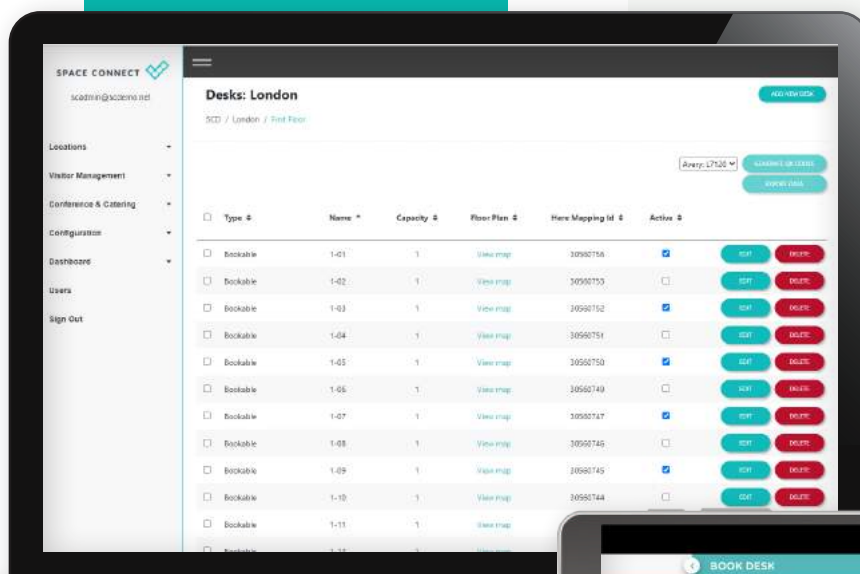 SPACE CONNECT
scadmin@scdemo.net
Locations
Visitor Management
Conference & Catering
Configuration
Dashboard
Users
Sign Out
Desks: London
ADD NEW DESK
SCD / London / First Floor
Avery: L7120
GENERATE QR CODES
Type Name Capacity Floor Plan Here Mapping Id Active
Bookable 1-01 1 View map 30560756 EDIT DELETE
Bookable 1-02 1 View map 30560753 EDIT DELETE
Bookable 1-03 1 View map 30560752 EDIT DELETE
Bookable 1-04 1 View map 30560751 EDIT DELETE
Bookable 1-05 1 View map 30560750 EDIT DELETE
Bookable 1-06 1 View map 30560749 EDIT DELETE
Bookable 1-07 1 View map 30560747 EDIT DELETE
Bookable 1-08 1 View map 30560746 EDIT DELETE
Bookable 1-09 1 View map 30560745 EDIT DELETE
Bookable 1-10 1 View map 30560744 EDIT DELETE
Bookable 1-11 1 View map
BOOK DESK